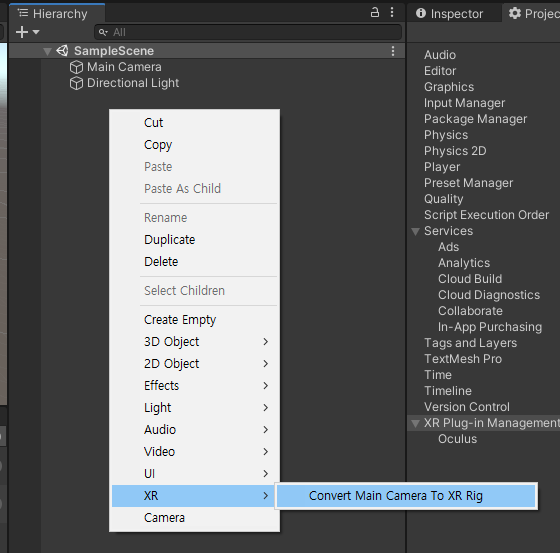 Hierarchy
All
SampleScene
Main Camera
Directional Light
Cut
Copy
Paste
Paste As Child
Rename
Duplicate
Delete
Select Children
Create Empty
3D Object
2D Object
Effects
Light
Audio
Video
UI
XR
Camera
Convert Main Camera To XR Rig
Inspector
Projec
Audio
Editor
Graphics
Input Manager
Package Manager
Physics
Physics 2D
Player
Preset Manager
Quality
Script Execution Order
Services
Ads
Analytics
Cloud Build
Cloud Diagnostics
Collaborate
In-App Purchasing
Tags and Layers
TextMesh Pro
Time
Timeline
Version Control
XR Plug-in Management
Oculus